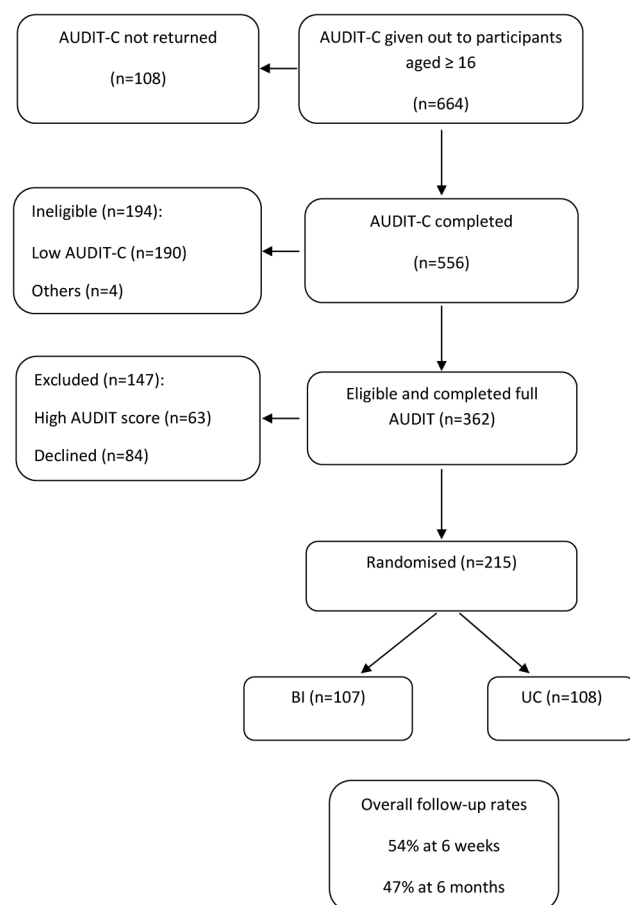 AUDIT-C not returned
(n=108)
AUDIT-C given out to participants
aged ≥ 16
(n=664)
Ineligible (n=194):
Low AUDIT-C (n=190)
Others (n=4)
AUDIT-C completed
(n=556)
Excluded (n=147):
High AUDIT score (n=63)
Declined (n=84)
Eligible and completed full
AUDIT (n=362)
Randomised (n=215)
BI (n=107)
UC (n=108)
Overall follow-up rates
54% at 6 weeks
47% at 6 months